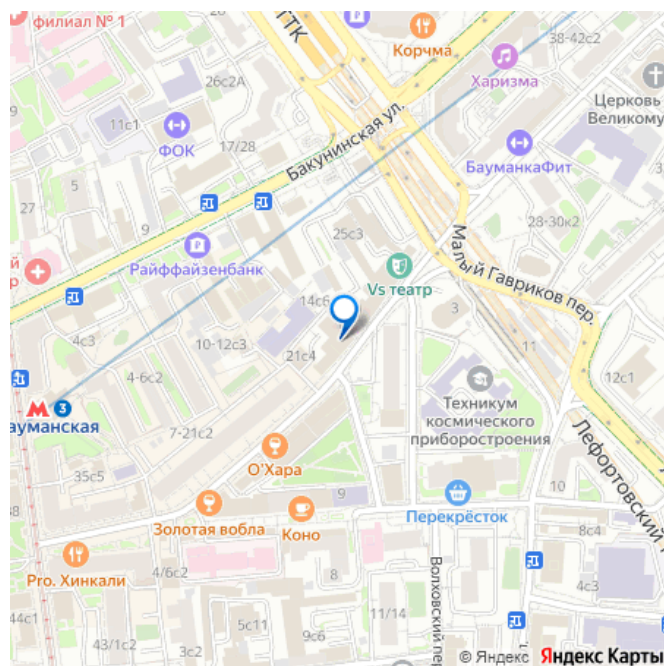 филиал № 1
ТТК
Корчма
38-42с2
Харизма
26с2А
Церковь
Великому
11с1
ФОК
17/28
Бакунинская ул.
БауманкаФит
5
27
9
28-30к2
25с3
Малый Гавриков пер.
й
р
Райффайзенбанк
Vs театр
14с6
3
4с3
10-12с3
21с4
11
4-6с2
12с1
3
ауманская
Техникум
космического
приборостроения
7-21с2
Лефортовский
О'Хара
35с5
9
10
38
Золотая вобла
Коно
Перекрёсток
8с4
Pro. Хинкали
4/6с2
8
Волховский пер
4с3
44с1
5с11
11/14
43/1с2
3с2
9с6
© Яндекс Яндекс Карты